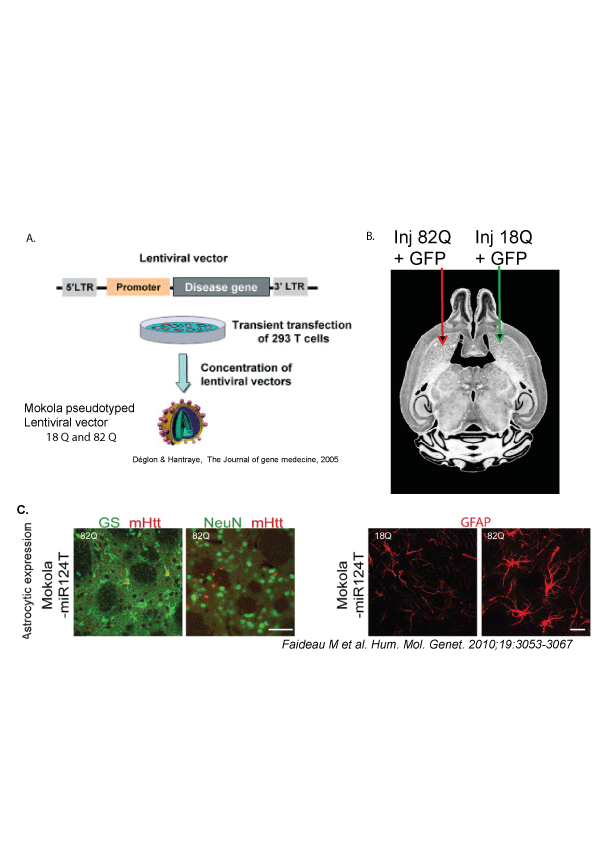 A.
Lentiviral vector
5'LTR Promoter Disease gene 3' LTR
Transient transfection
of 293 T cells
Concentration of
lentiviral vectors
Mokola pseudotyped
Lentiviral vector
18 Q and 82 Q
Déglon & Hantraye, The Journal of gene medecine, 2005
B.
Inj 82Q
+ GFP
Inj 18Q
+ GFP
C.
Astrocytic expression
Mokola
-miR124T
GS mHtt
82Q
NeuN mHtt
82Q
Mokola
-miR124T
GFAP
18Q
82Q
Faideau M et al. Hum. Mol. Genet. 2010;19:3053-3067